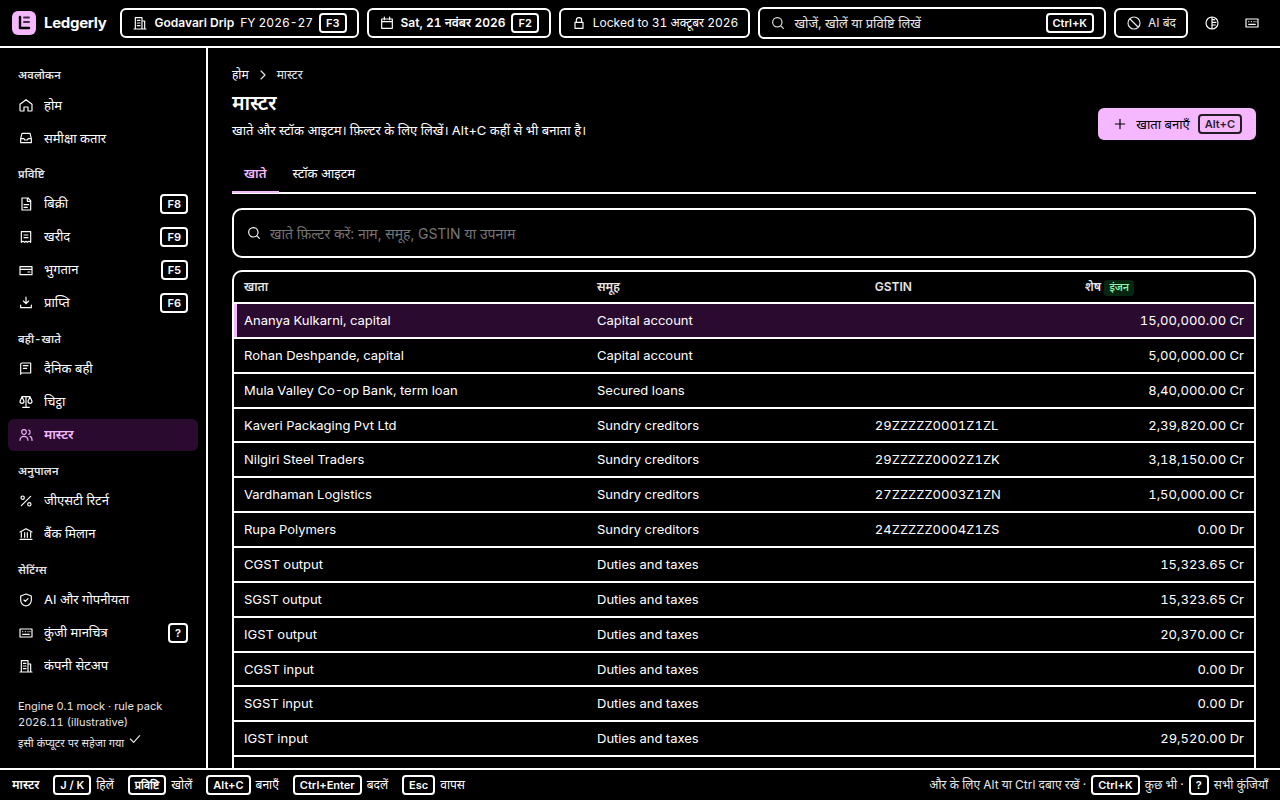 Ledgerly
Godavari Drip FY 2026-27 F3
Sat, 21 नवंबर 2026 F2
Locked to 31 अक्टूबर 2026
खोजें, खोलें या प्रविष्टि लिखें Ctrl+K
AI बंद
अवलोकन
होम
समीक्षा कतार
प्रविष्टि
बिक्री F8
खरीद F9
भुगतान F5
प्राप्ति F6
बही-खाते
दैनिक बही
चिट्ठा
मास्टर
अनुपालन
जीएसटी रिटर्न
बैंक मिलान
सेटिंग्स
AI और गोपनीयता
कुंजी मानचित्र ?
कंपनी सेटअप
Engine 0.1 mock · rule pack
2026.11 (illustrative)
इसी कंप्यूटर पर सहेजा गया
होम मास्टर
मास्टर
खाते और स्टॉक आइटम। फ़िल्टर के लिए लिखें। Alt+C कहीं से भी बनाता है।
खाता बनाएँ Alt+C
खाते स्टॉक आइटम
खाते फ़िल्टर करें: नाम, समूह, GSTIN या उपनाम
खाता समूह GSTIN शेष इंजन
Ananya Kulkarni, capital Capital account 15,00,000.00 Cr
Rohan Deshpande, capital Capital account 5,00,000.00 Cr
Mula Valley Co-op Bank, term loan Secured loans 8,40,000.00 Cr
Kaveri Packaging Pvt Ltd Sundry creditors 29ZZZZZ0001Z1ZL 2,39,820.00 Cr
Nilgiri Steel Traders Sundry creditors 29ZZZZZ0002Z1ZK 3,18,150.00 Cr
Vardhaman Logistics Sundry creditors 27ZZZZZ0003Z1ZN 1,50,000.00 Cr
Rupa Polymers Sundry creditors 24ZZZZZ0004Z1ZS 0.00 Dr
CGST output Duties and taxes 15,323.65 Cr
SGST output Duties and taxes 15,323.65 Cr
IGST output Duties and taxes 20,370.00 Cr
CGST input Duties and taxes 0.00 Dr
SGST input Duties and taxes 0.00 Dr
IGST input Duties and taxes 29,520.00 Cr
मास्टर J / K हिलें प्रविष्टि खोलें Alt+C बनाएँ Ctrl+Enter बदलें Esc वापस
और के लिए Alt या Ctrl दबाए रखें · Ctrl+K कुछ भी · ? सभी कुंजियाँ